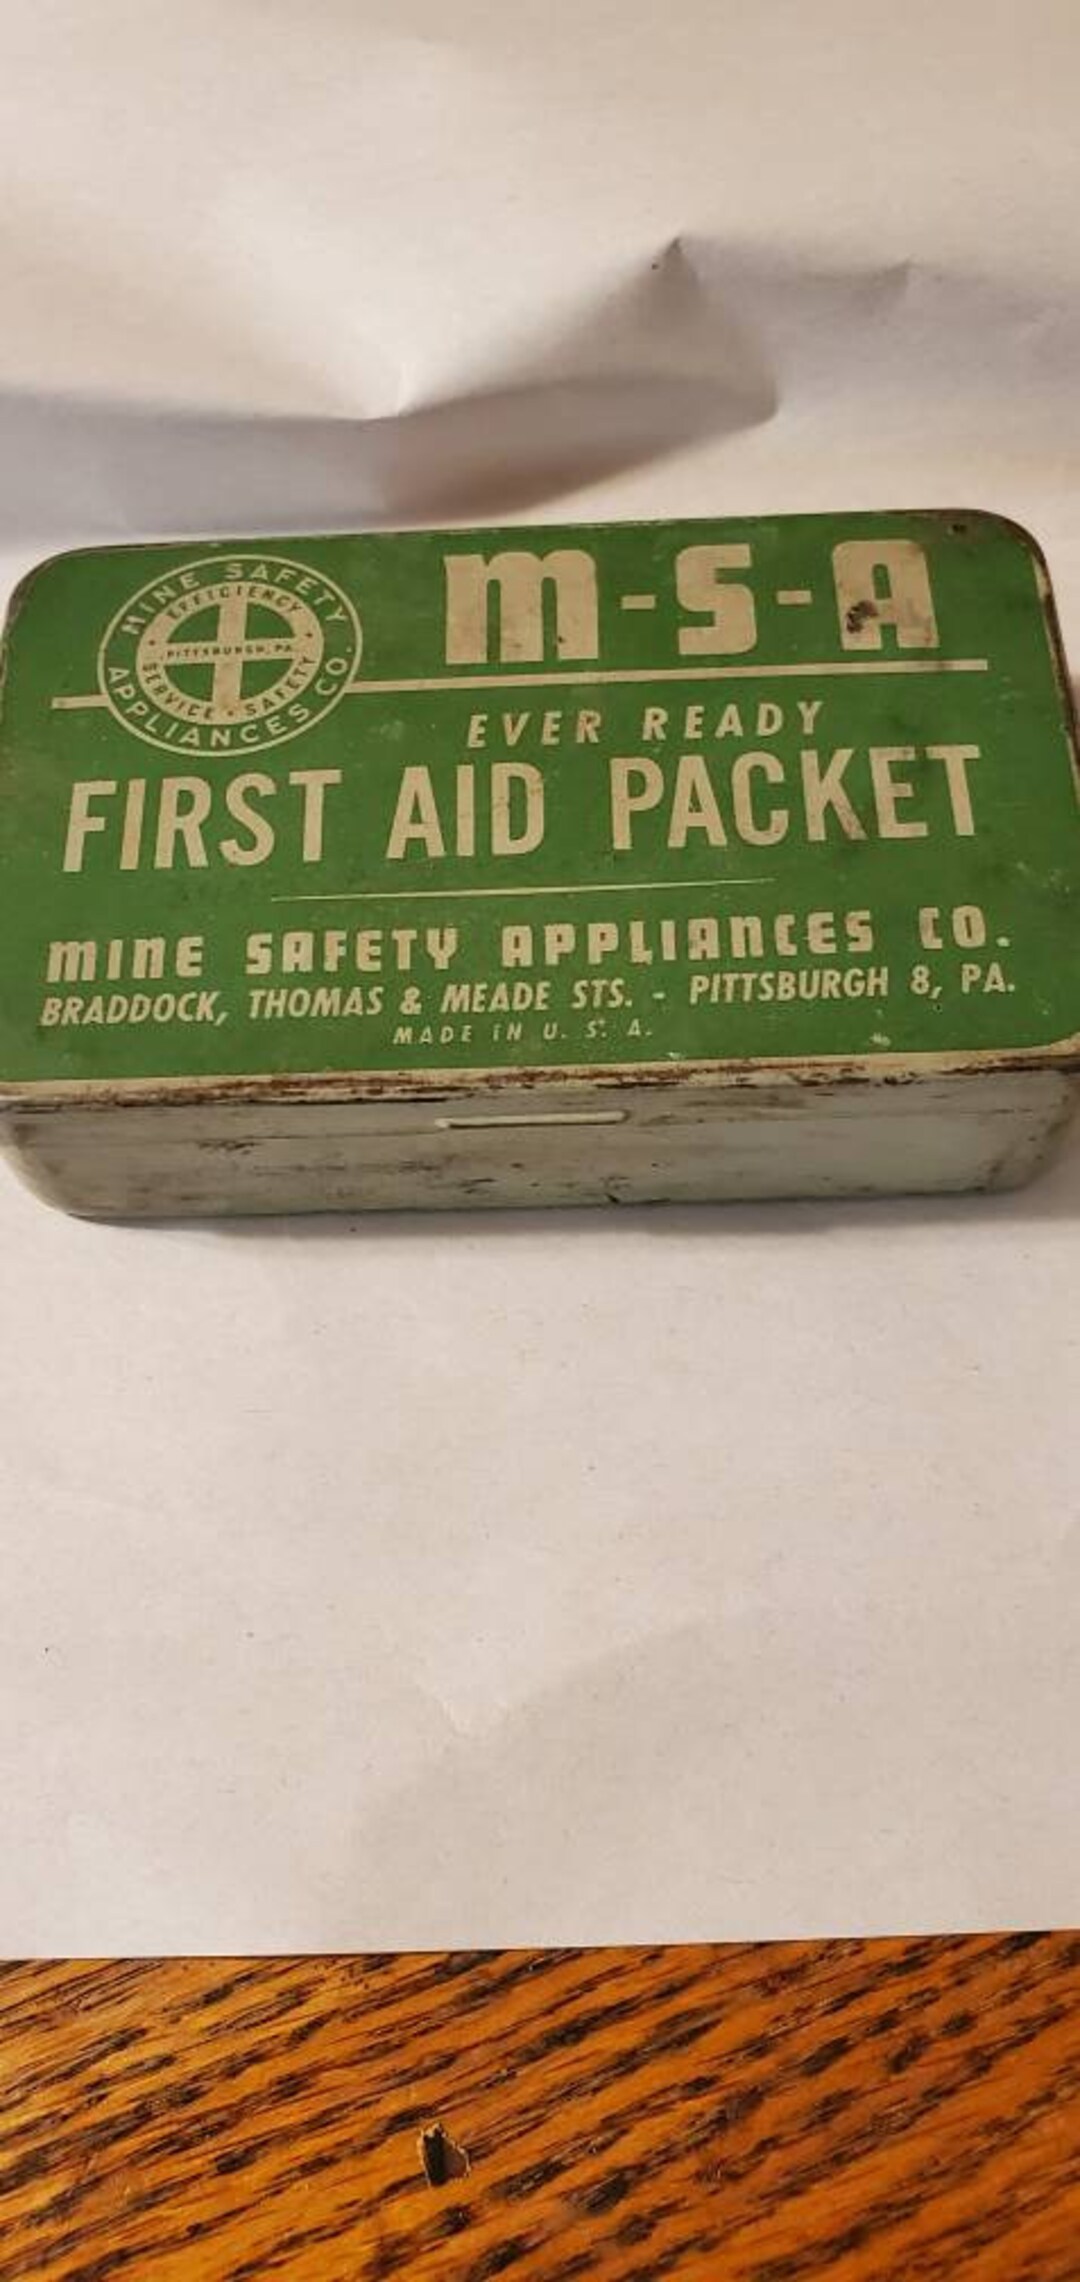 MINE SAFETY APPLIANCES CO.
EFFICIENCY
PITTSBURGH, PA.
SERVICE • SAFETY
M-S-A
EVER READY
FIRST AID PACKET
MINE SAFETY APPLIANCES CO.
BRADDOCK, THOMAS & MEADE STS. - PITTSBURGH 8, PA.
MADE IN U. S. A.